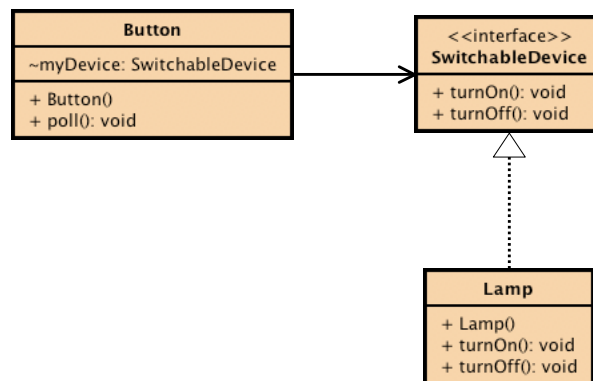 Button
~myDevice: SwitchableDevice
+ Button()
+ poll(): void
<<interface>>
SwitchableDevice
+ turnOn(): void
+ turnOff(): void
Lamp
+ Lamp()
+ turnOn(): void
+ turnOff(): void